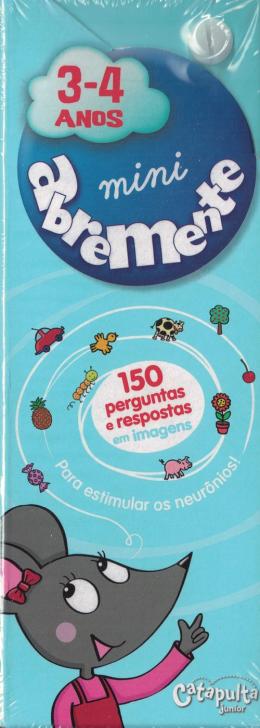 3-4
ANOS
mini
abremente
150
perguntas
e respostas
em imagens
Para estimular os neurônios!
Catapulta
Junior